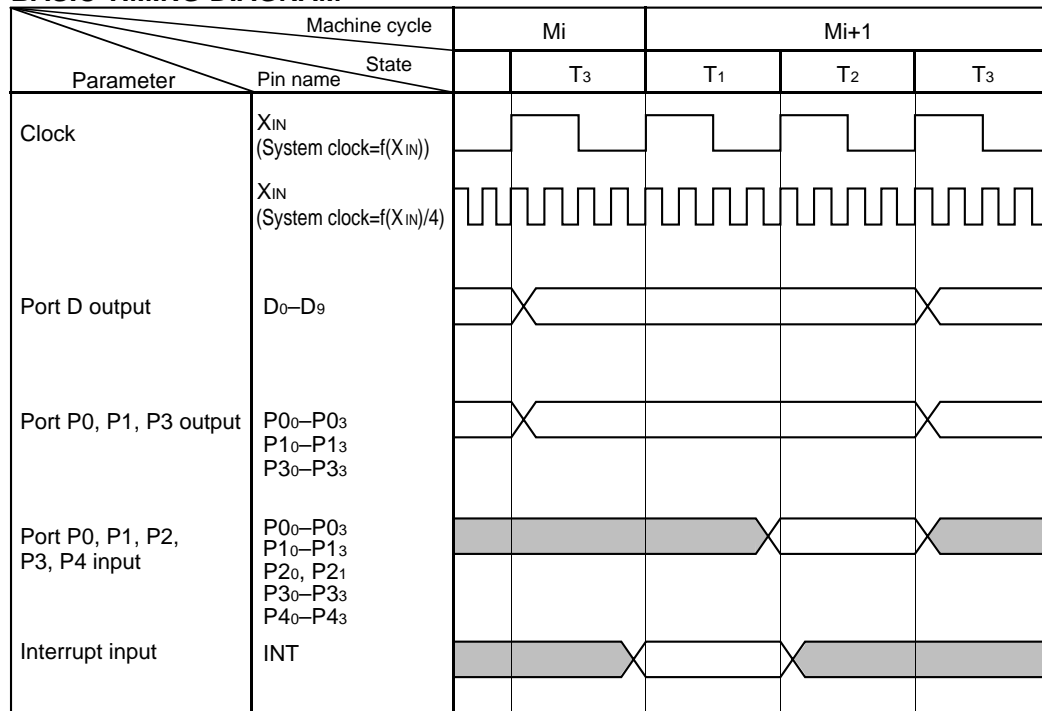 Machine cycle
Mi
Mi+1
State
Parameter
Pin name
T3
T1
T2
T3
Clock
XIN
(System clock=f(XIN))
XIN
(System clock=f(XIN)/4)
Port D output
D0–D9
Port P0, P1, P3 output
P00–P03
P10–P13
P30–P33
Port P0, P1, P2,
P3, P4 input
P00–P03
P10–P13
P20, P21
P30–P33
P40–P43
Interrupt input
INT